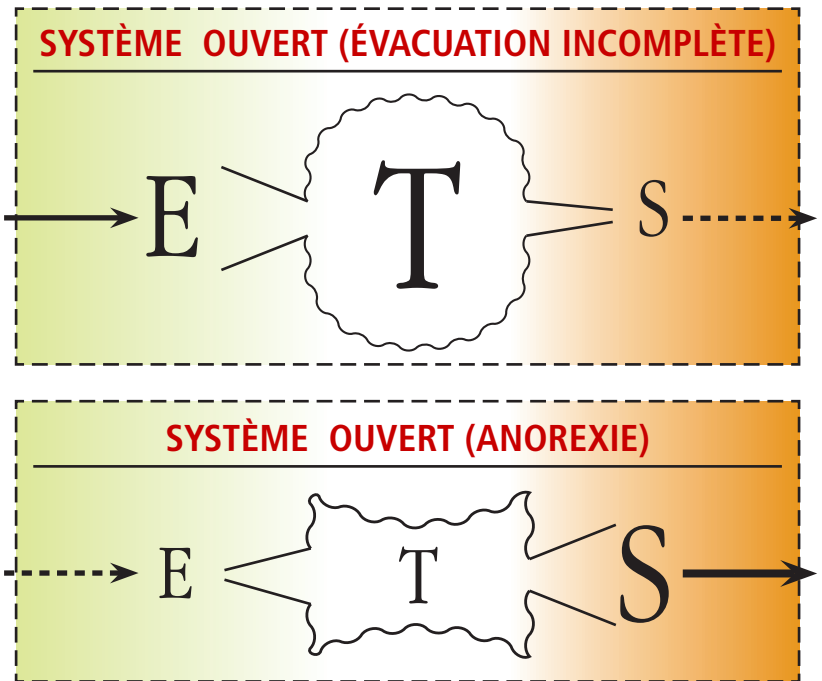 SYSTÈME OUVERT (ÉVACUATION INCOMPLÈTE)
E T S
SYSTÈME OUVERT (ANOREXIE)
E T S